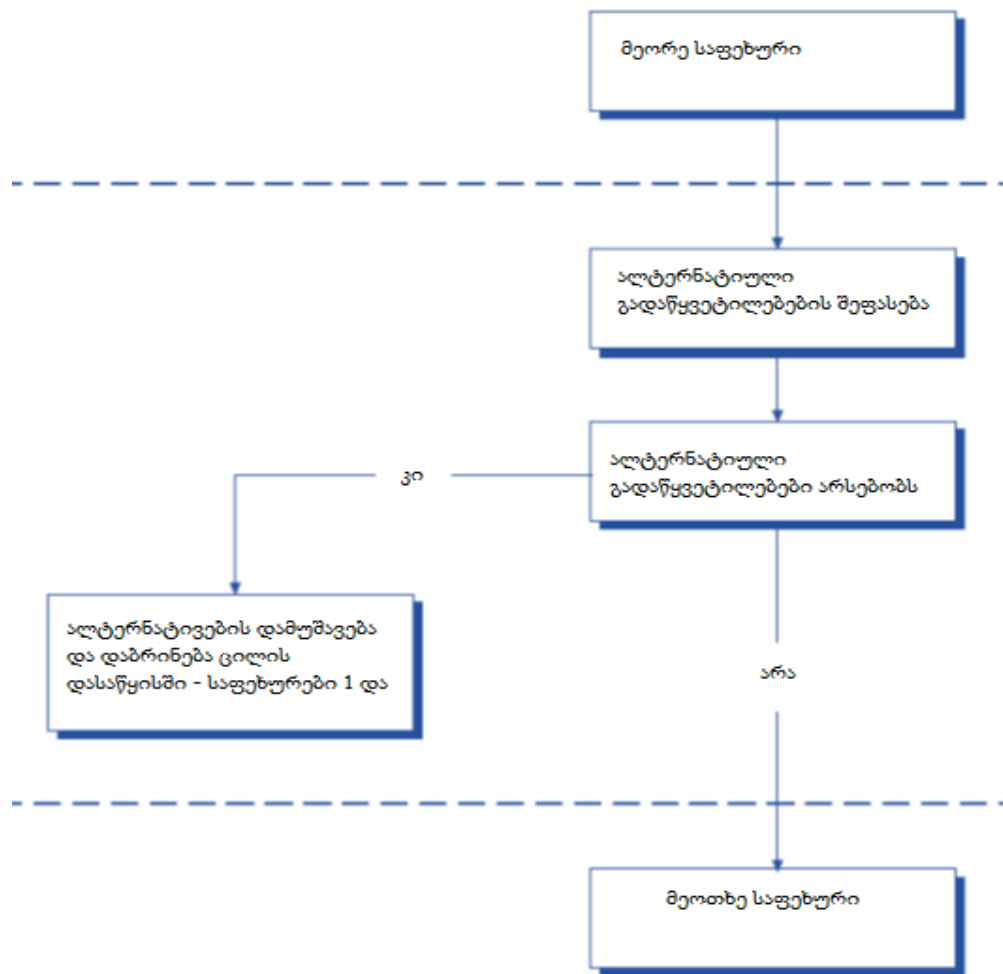 მეორე საფეხური
ალტერნატიული
გადაწყვეტილებების შეფასება
ალტერნატიული
გადაწყვეტილებები არსებობს
კი
ალტერნატივების დამუშავება
და დაბრინება ცილის
დასაწყისში - საფეხურები 1 და
არა
მეოთხე საფეხური